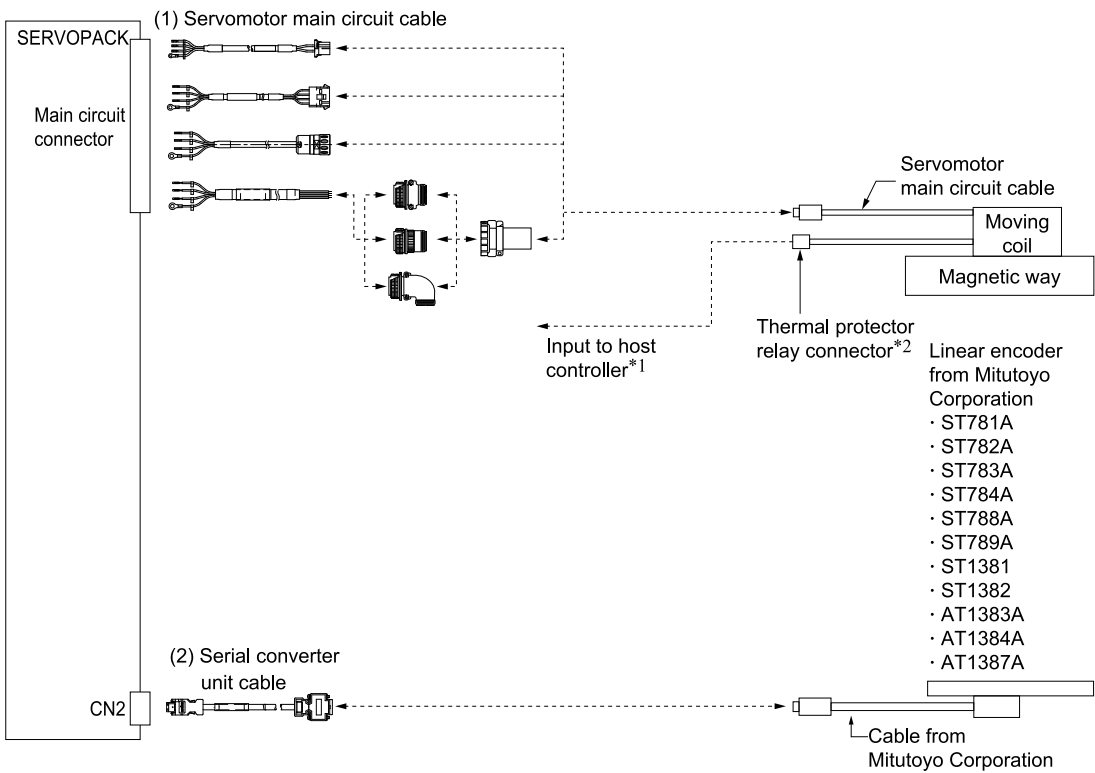 (1) Servomotor main circuit cable
SERVOPACK
Main circuit
connector
Servomotor
main circuit cable
Moving
coil
Magnetic way
Thermal protector
relay connector*2
Input to host
controller*1
Linear encoder
from Mitutoyo
Corporation
· ST781A
· ST782A
· ST783A
· ST784A
· ST788A
· ST789A
· ST1381
· ST1382
· AT1383A
· AT1384A
· AT1387A
(2) Serial converter
unit cable
CN2
Cable from
Mitutoyo Corporation